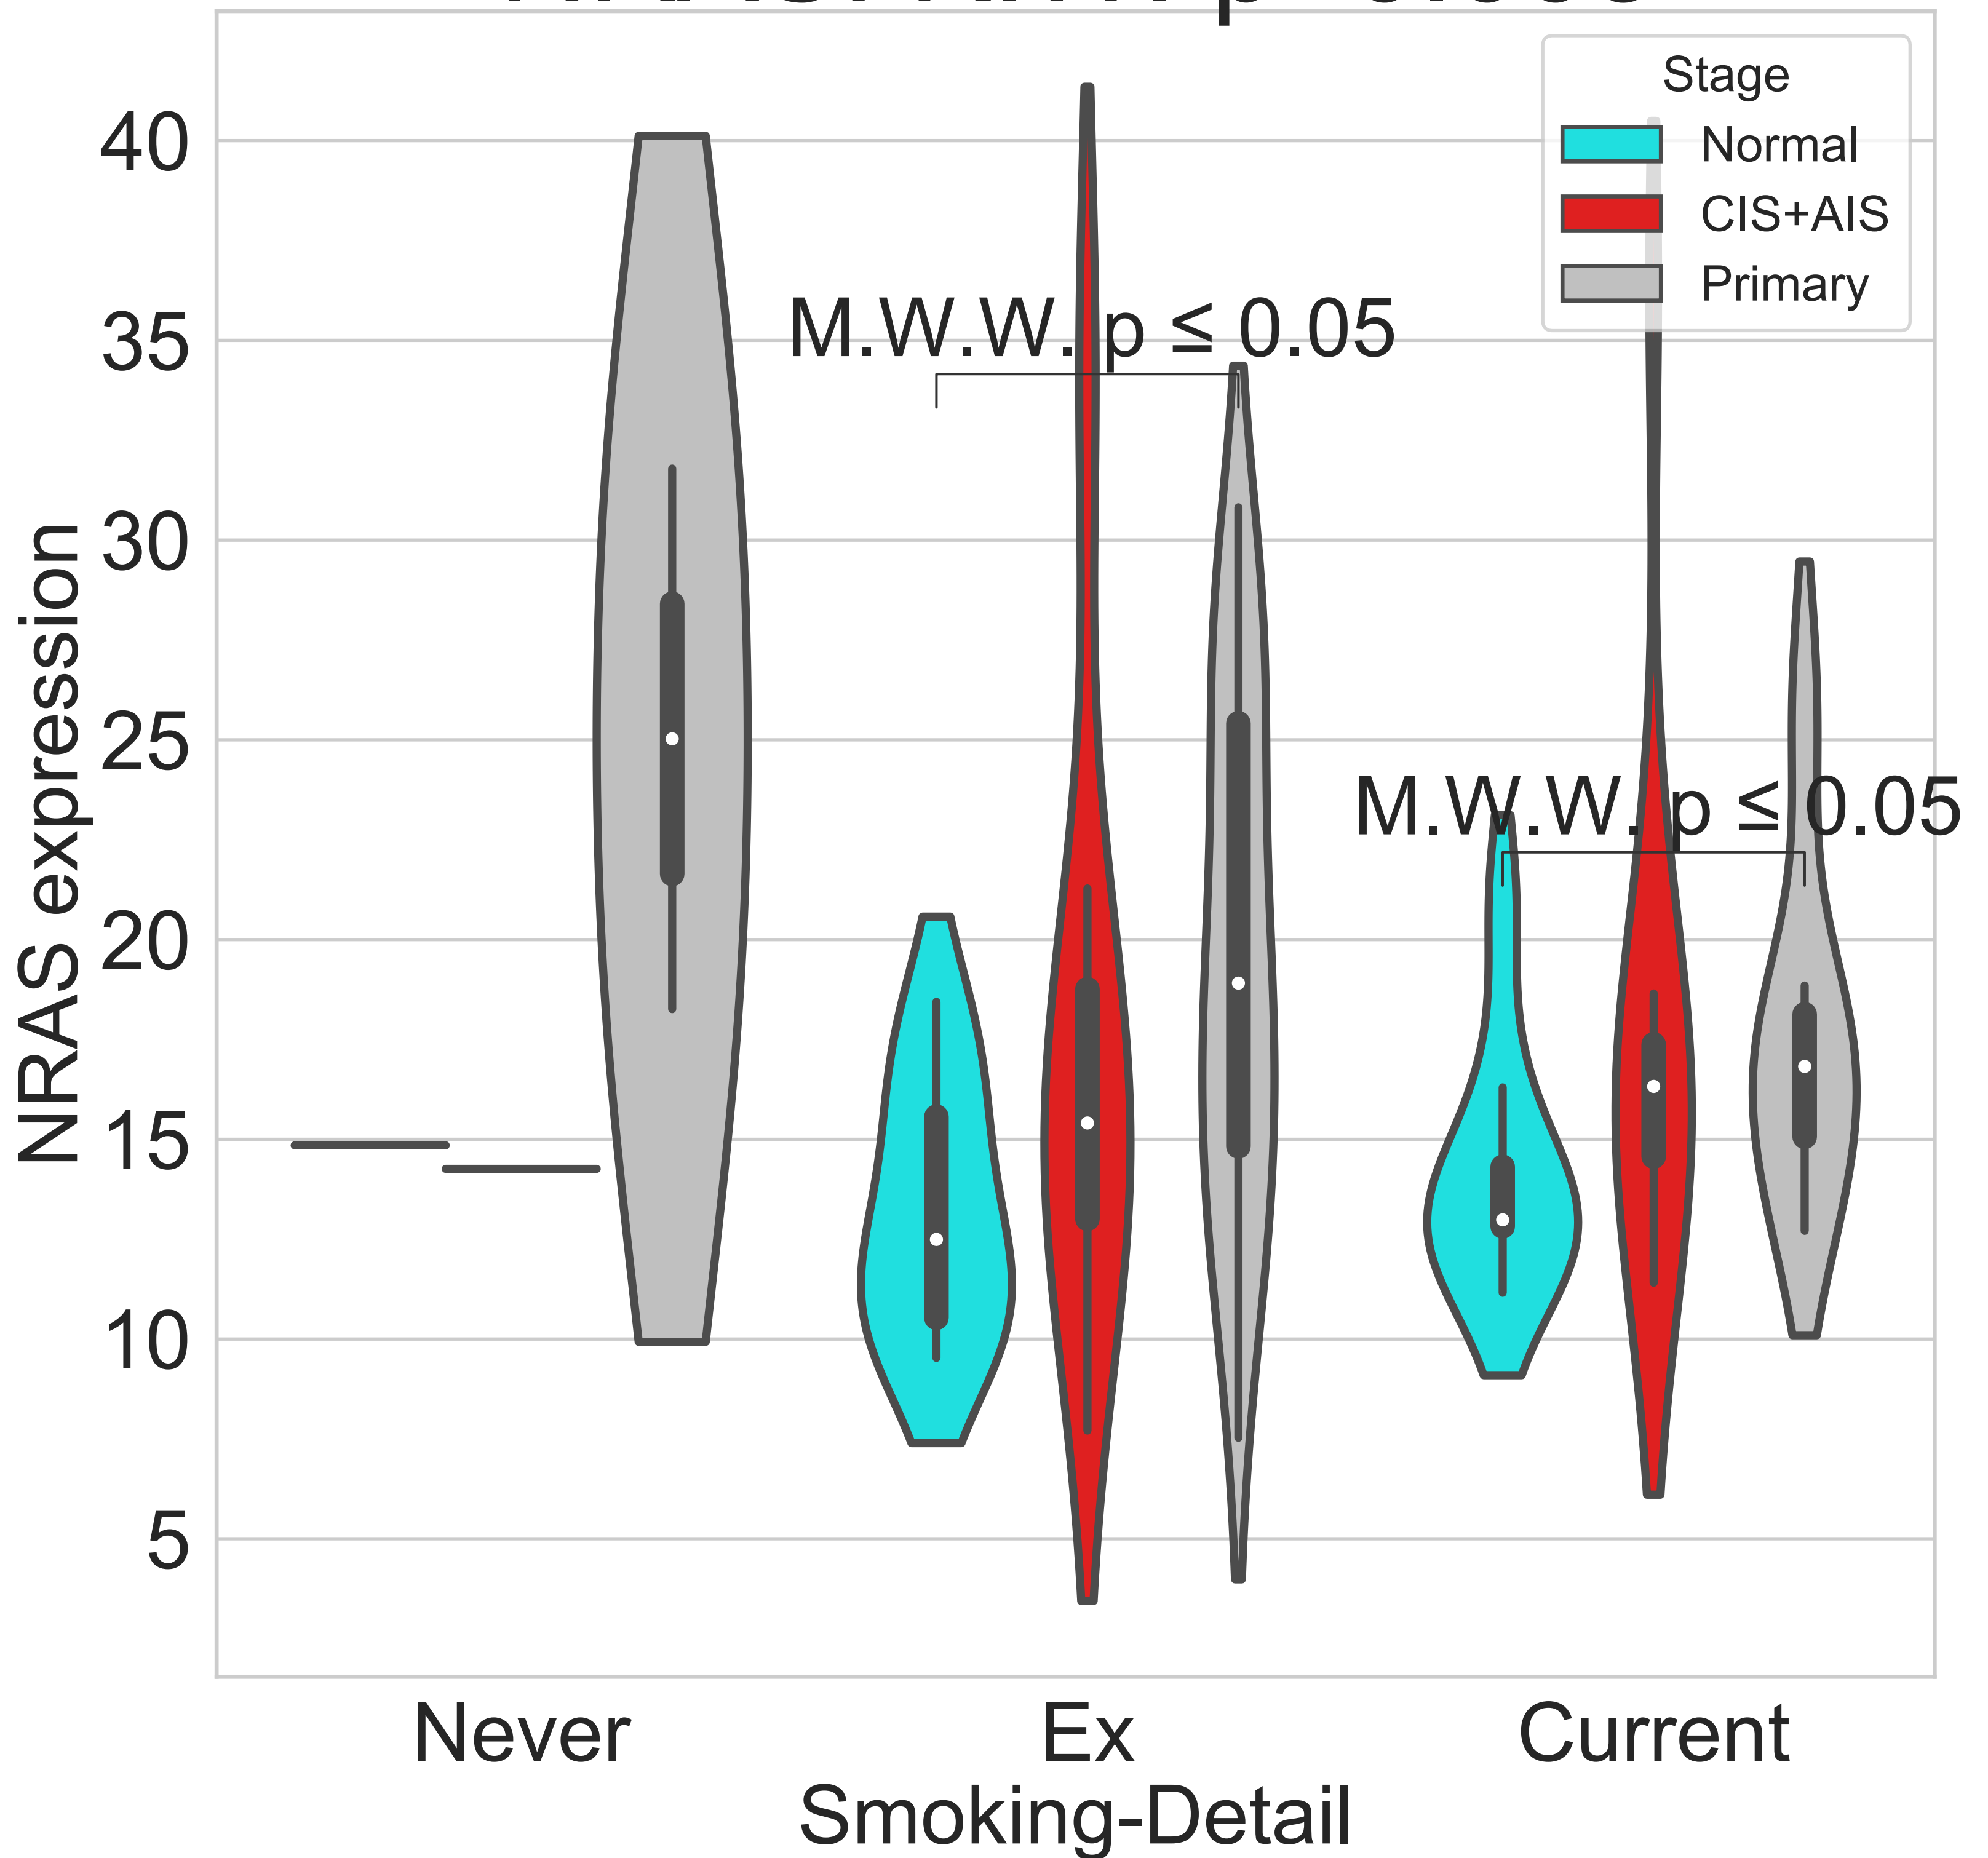 Stage
Normal
CIS+AIS
Primary
40
35
30
25
20
15
10
5
NRAS expression
M.W.W. p ≤ 0.05
M.W.W. p ≤ 0.05
Never
Ex
Current
Smoking-Detail